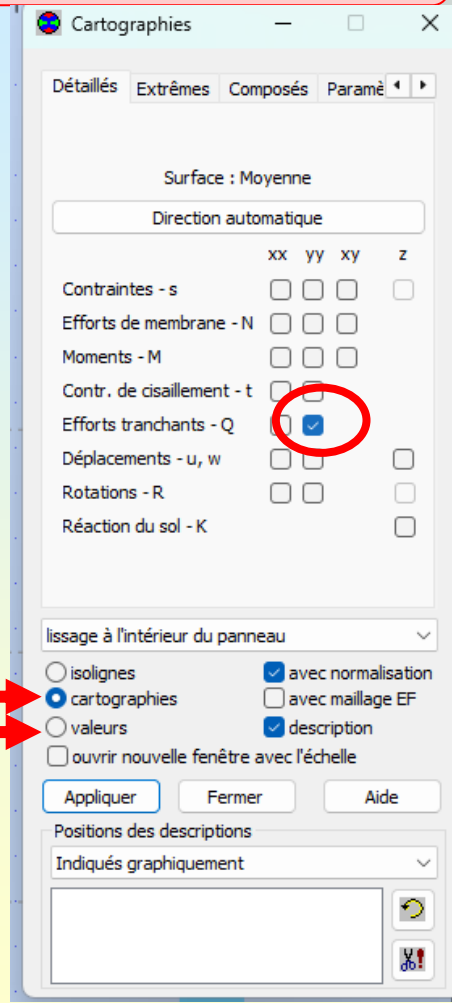 Cartographies
Détaillés Extrêmes Composés Paramè
Surface : Moyenne
Direction automatique
xx yy xy z
Contraintes - s
Efforts de membrane - N
Moments - M
Contr. de cisaillement - t
Efforts tranchants - Q
Déplacements - u, w
Rotations - R
Réaction du sol - K
lissage à l'intérieur du panneau
isolignes avec normalisation
cartographies avec maillage EF
valeurs description
ouvrir nouvelle fenêtre avec l'échelle
Appliquer Fermer Aide
Positions des descriptions
Indiqués graphiquement